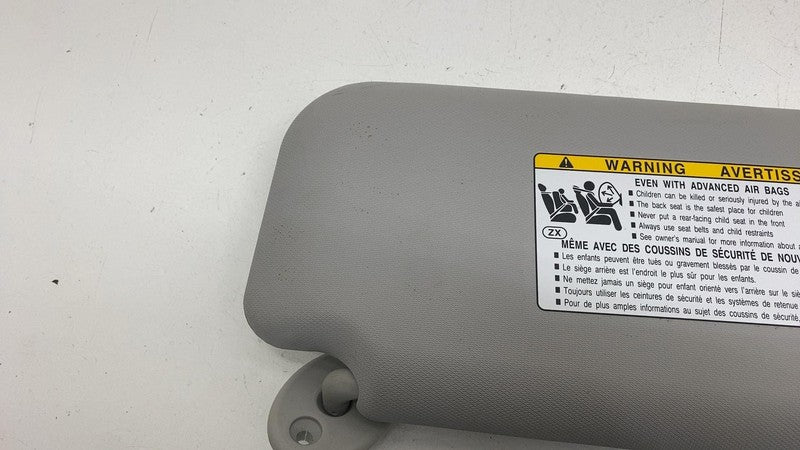 WARNING AVERTISS
EVEN WITH ADVANCED AIR BAGS
■ Children can be killed or seriously injured by the ai
■ The back seat is the safest place for children
■ Never put a rear-facing child seat in the front
■ Always use seat belts and child restraints
■ See owner's manual for more information about a
ZX
MÊME AVEC DES COUSSINS DE SÉCURITÉ DE NOUV
■ Les enfants peuvent être tués ou gravement blessés par le coussin de
■ Le siège arrière est l'endroit le plus sûr pour les enfants.
■ Ne mettez jamais un siège pour enfant orienté vers l'arrière sur le siè
■ Toujours utiliser les ceintures de sécurité et les systèmes de retenue
■ Pour de plus amples informations au sujet des coussins de sécurité,